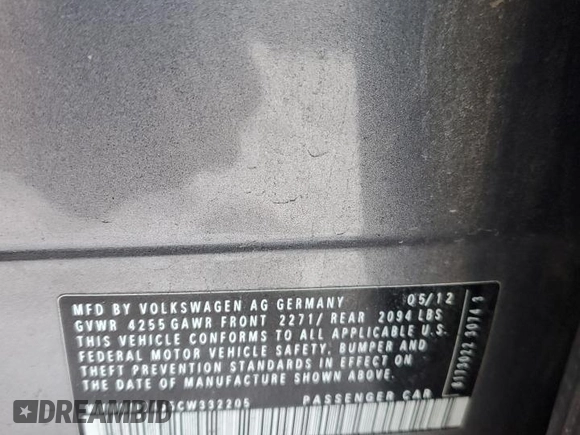 MFD BY VOLKSWAGEN AG GERMANY 05/12
GVWR 4255 GAWR FRONT 2271/ REAR 2094 LBS
THIS VEHICLE CONFORMS TO ALL APPLICABLE U.S.
FEDERAL MOTOR VEHICLE SAFETY, BUMPER AND
THEFT PREVENTION STANDARDS IN EFFECT ON
THE DATE OF MANUFACTURE SHOWN ABOVE.
CW332205 PASSENGER CAR
DREAMBID